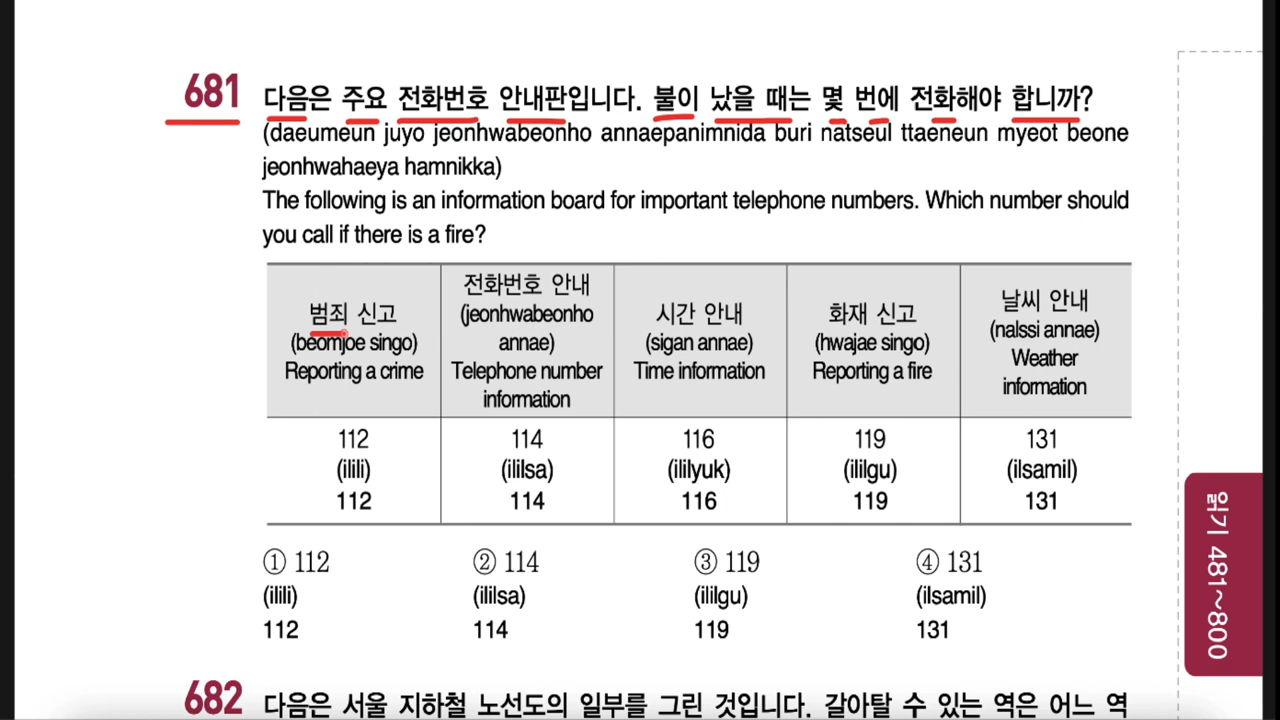 681 다음은 주요 전화번호 안내판입니다. 불이 났을 때는 몇 번에 전화해야 합니까?
(daeumeun juyo jeonhwabeonho annaepanimnida buri natseul ttaeneun myeot beone
jeonhwahaeya hamnikka)
The following is an information board for important telephone numbers. Which number should
you call if there is a fire?
범죄 신고
(beomjoe singo)
Reporting a crime
전화번호 안내
(jeonhwabeonho
annae)
Telephone number
information
시간 안내
(sigan annae)
Time information
화재 신고
(hwajae singo)
Reporting a fire
날씨 안내
(nalssi annae)
Weather
information
112 114 116 119 131
(ilili) (ililsa) (ililyuk) (ililgu) (ilsamil)
112 114 116 119 131
① 112 ② 114 ③ 119 ④ 131
(ilili) (ililsa) (ililgu) (ilsamil)
112 114 119 131
읽기 481~800
682 다음은 서울 지하철 노선도의 일부를 그린 것입니다. 갈아탈 수 있는 역은 어느 역